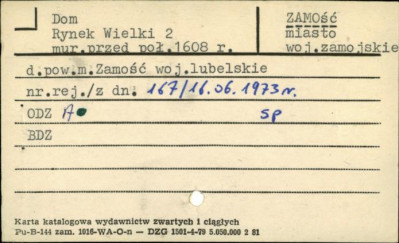 Dom
Rynek Wielki 2
mur.przed poł.1608 r.
ZAMOŚĆ
miasto
woj.zamojskie
d.pow.m.Zamość woj.lubelskie
nr.rej./z dn. 167/16.06.1973 r.
ODZ A SP
BDZ
Karta katalogowa wydawnictw zwartych i ciągłych
Pu-B-144 zam. 1016-WA-O-n — DZG 1501-4-79 5.050.000 2 81